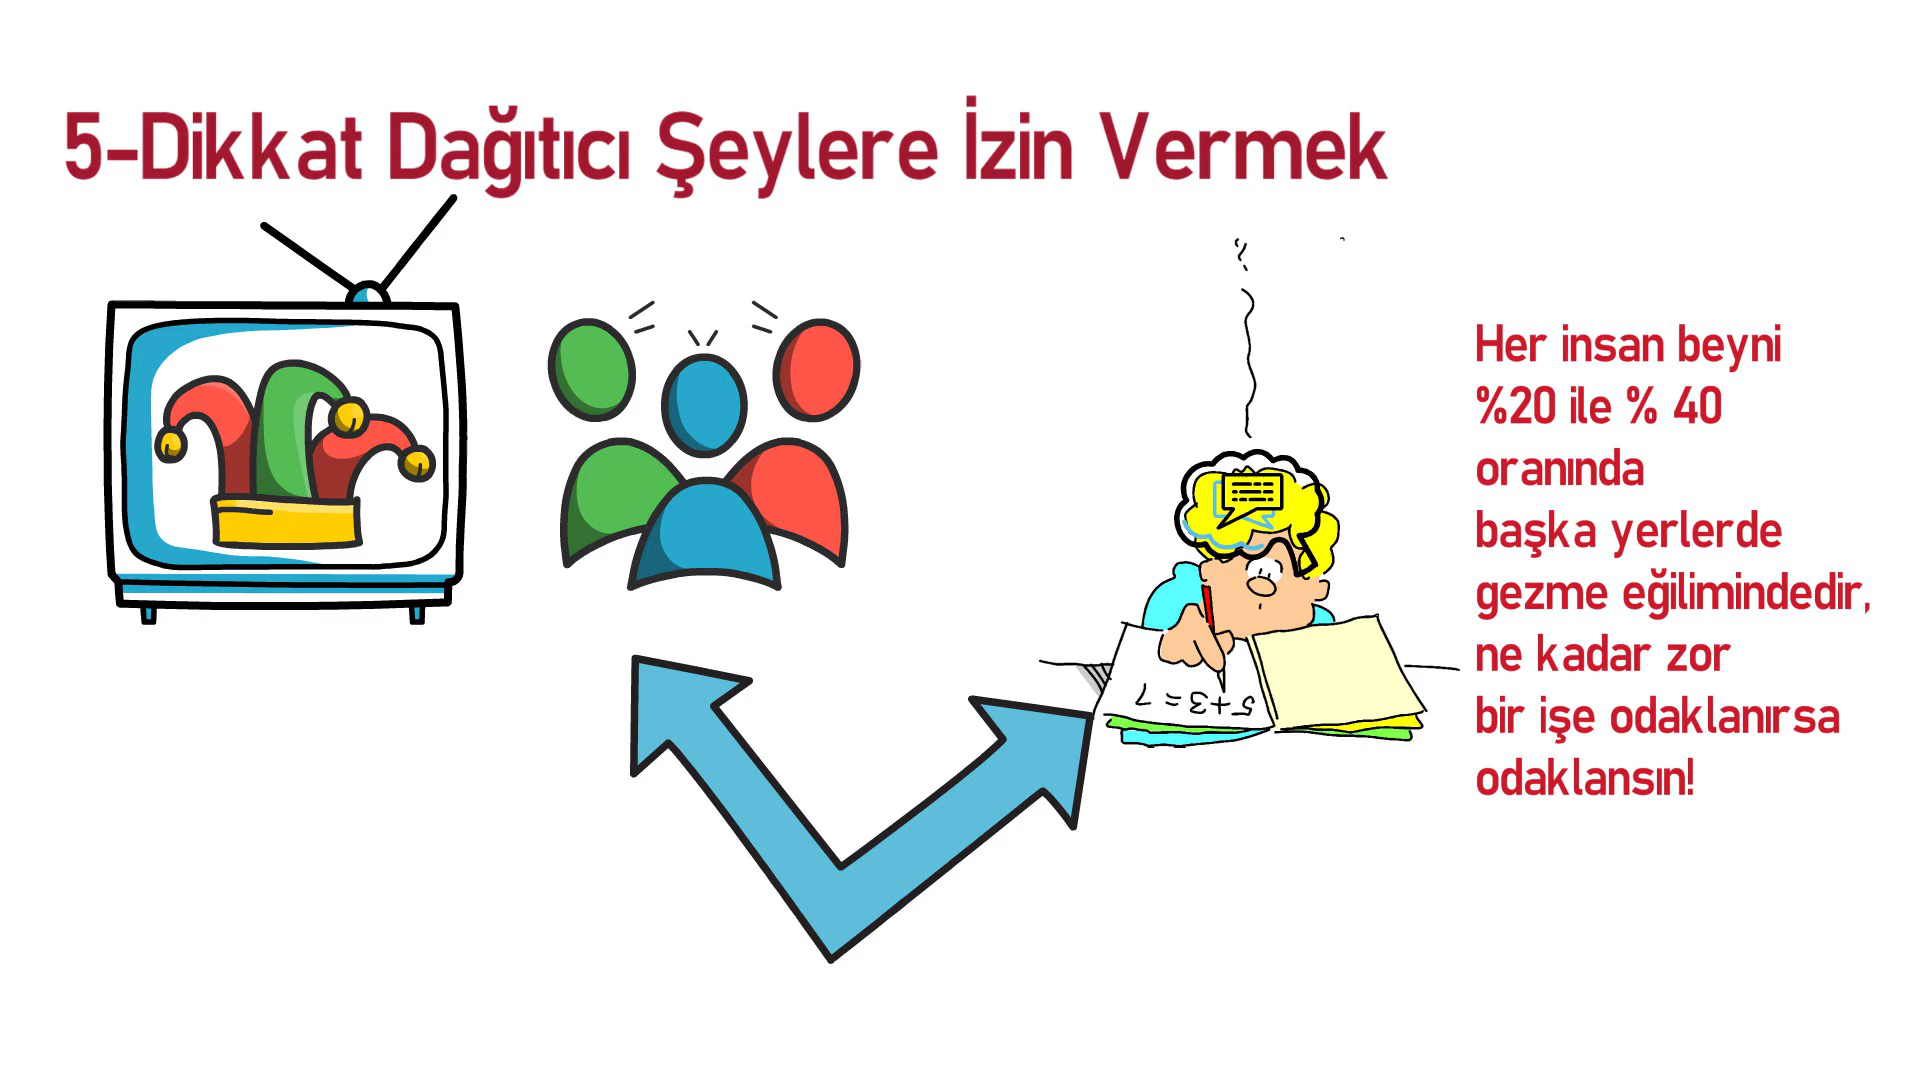 5-Dikkat Dağıtıcı Şeylere İzin Vermek
Her insan beyni
%20 ile % 40
oranında
başka yerlerde
gezme eğilimindedir,
ne kadar zor
bir işe odaklanırsa
odaklansın!
5+3=7